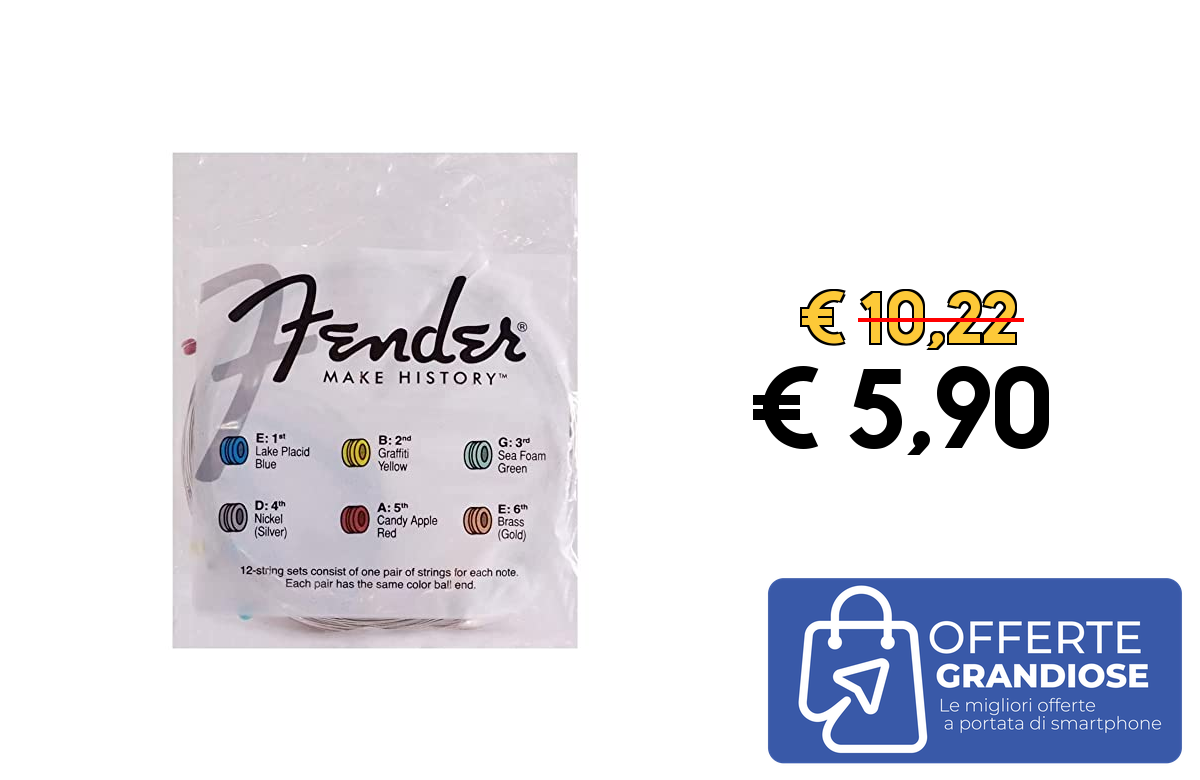 Fender®
MAKE HISTORY™
E: 1st
Lake Placid
Blue
B: 2nd
Graffiti
Yellow
G: 3rd
Sea Foam
Green
D: 4th
Nickel
(Silver)
A: 5th
Candy Apple
Red
E: 6th
Brass
(Gold)
12-string sets consist of one pair of strings for each note.
Each pair has the same color ball end.
€ 10,22
€ 5,90
OFFERTE
GRANDIOSE
Le migliori offerte
a portata di smartphone